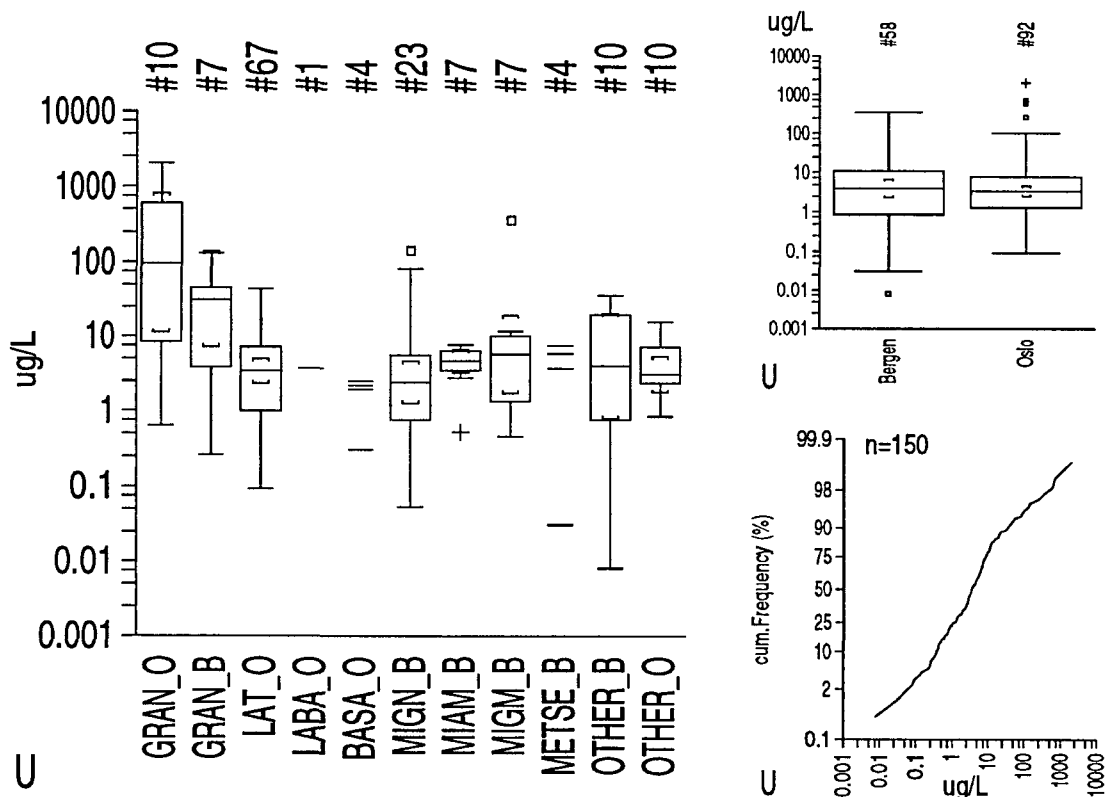 #10 #7 #67 #1 #4 #23 #7 #7 #4 #10 #10
10000
1000
100
10
1
0.1
0.01
0.001
ug/L
GRAN_O GRAN_B LAT_O LABA_O BASA_O MIGN_B MIAM_B MIGM_B METSE_B OTHER_B OTHER_O
U
ug/L
#58 #92
10000
1000
100
10
1
0.1
0.01
0.001
Bergen Oslo
U
99.9
n=150
98
90
75
50
25
10
2
0.1
cum.Frequency (%)
0.001 0.01 0.1 1 10 100 1000 10000
ug/L
U